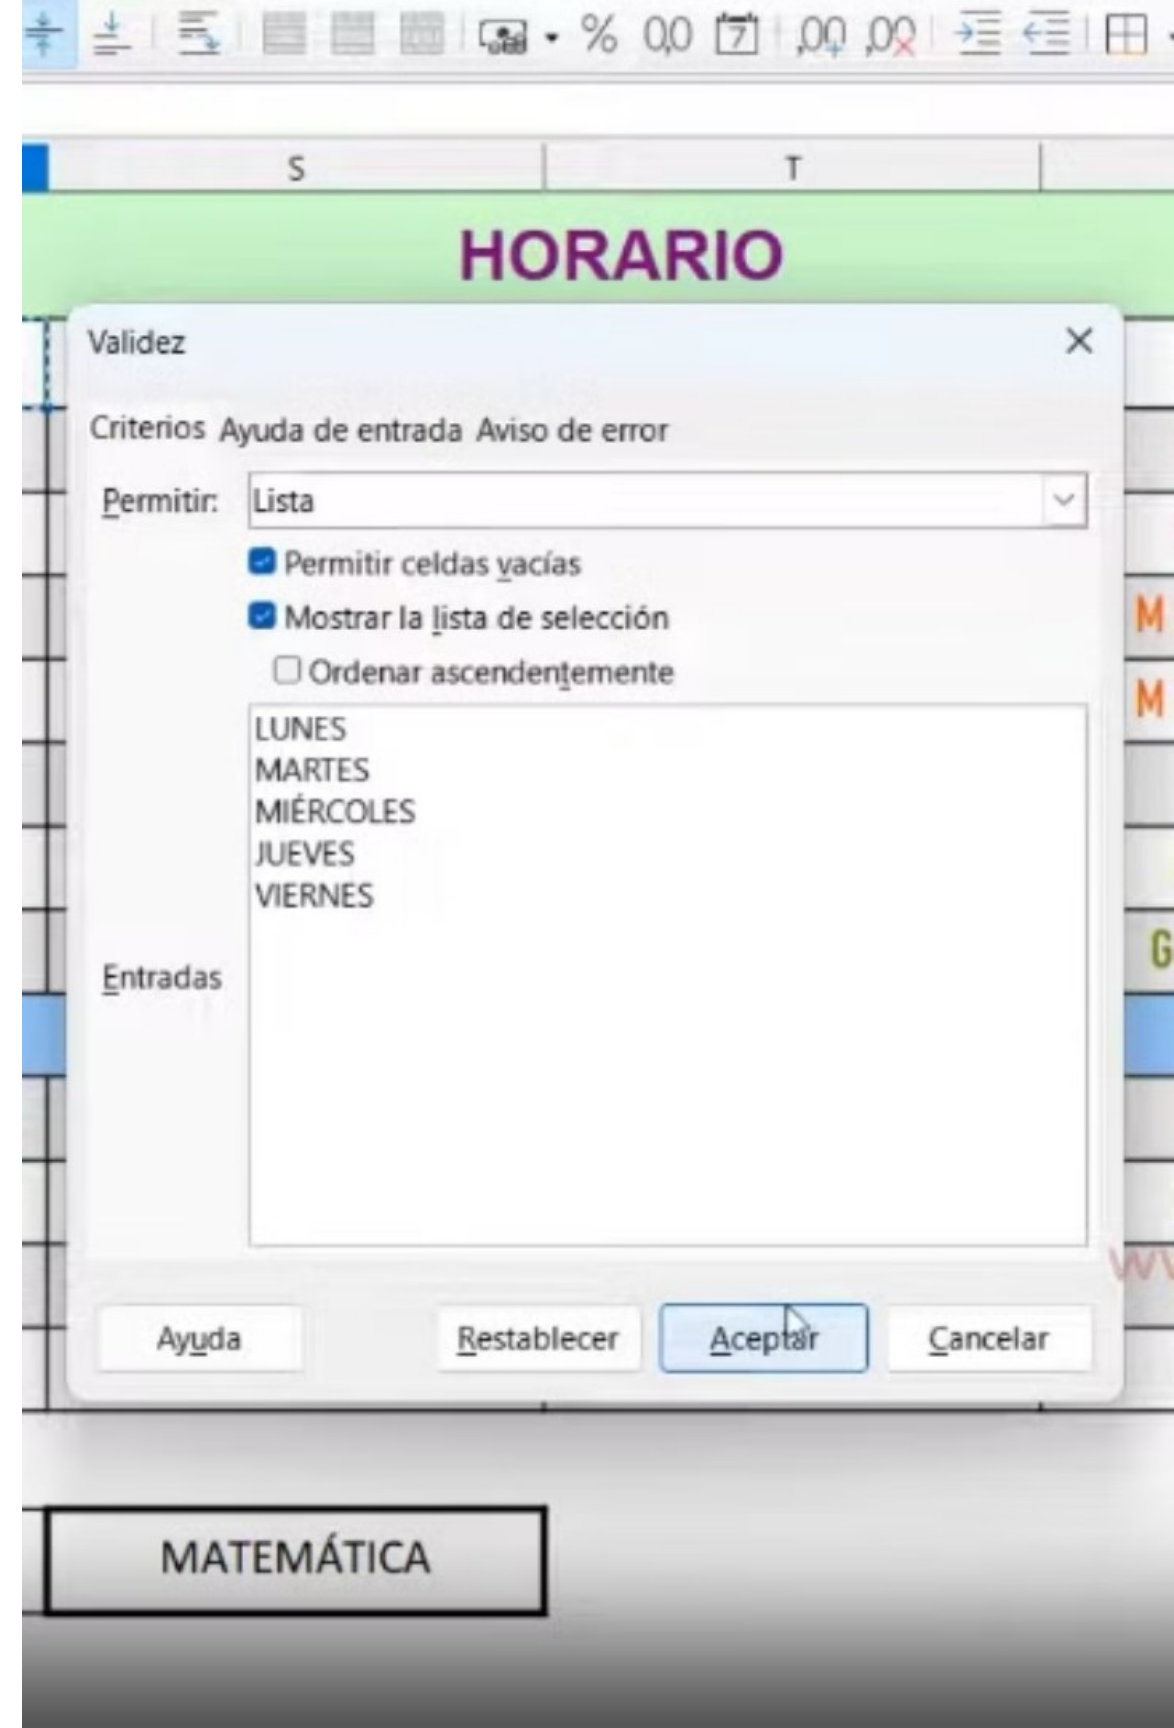 % 0,0 7 ,00 ,00
S T
HORARIO
Validez
Criterios Ayuda de entrada Aviso de error
Permitir: Lista
Permitir celdas vacías
Mostrar la lista de selección
Ordenar ascendentemente
LUNES
MARTES
MIÉRCOLES
JUEVES
VIERNES
Entradas
M
M
G
Ayuda Restablecer Aceptar Cancelar
MATEMÁTICA